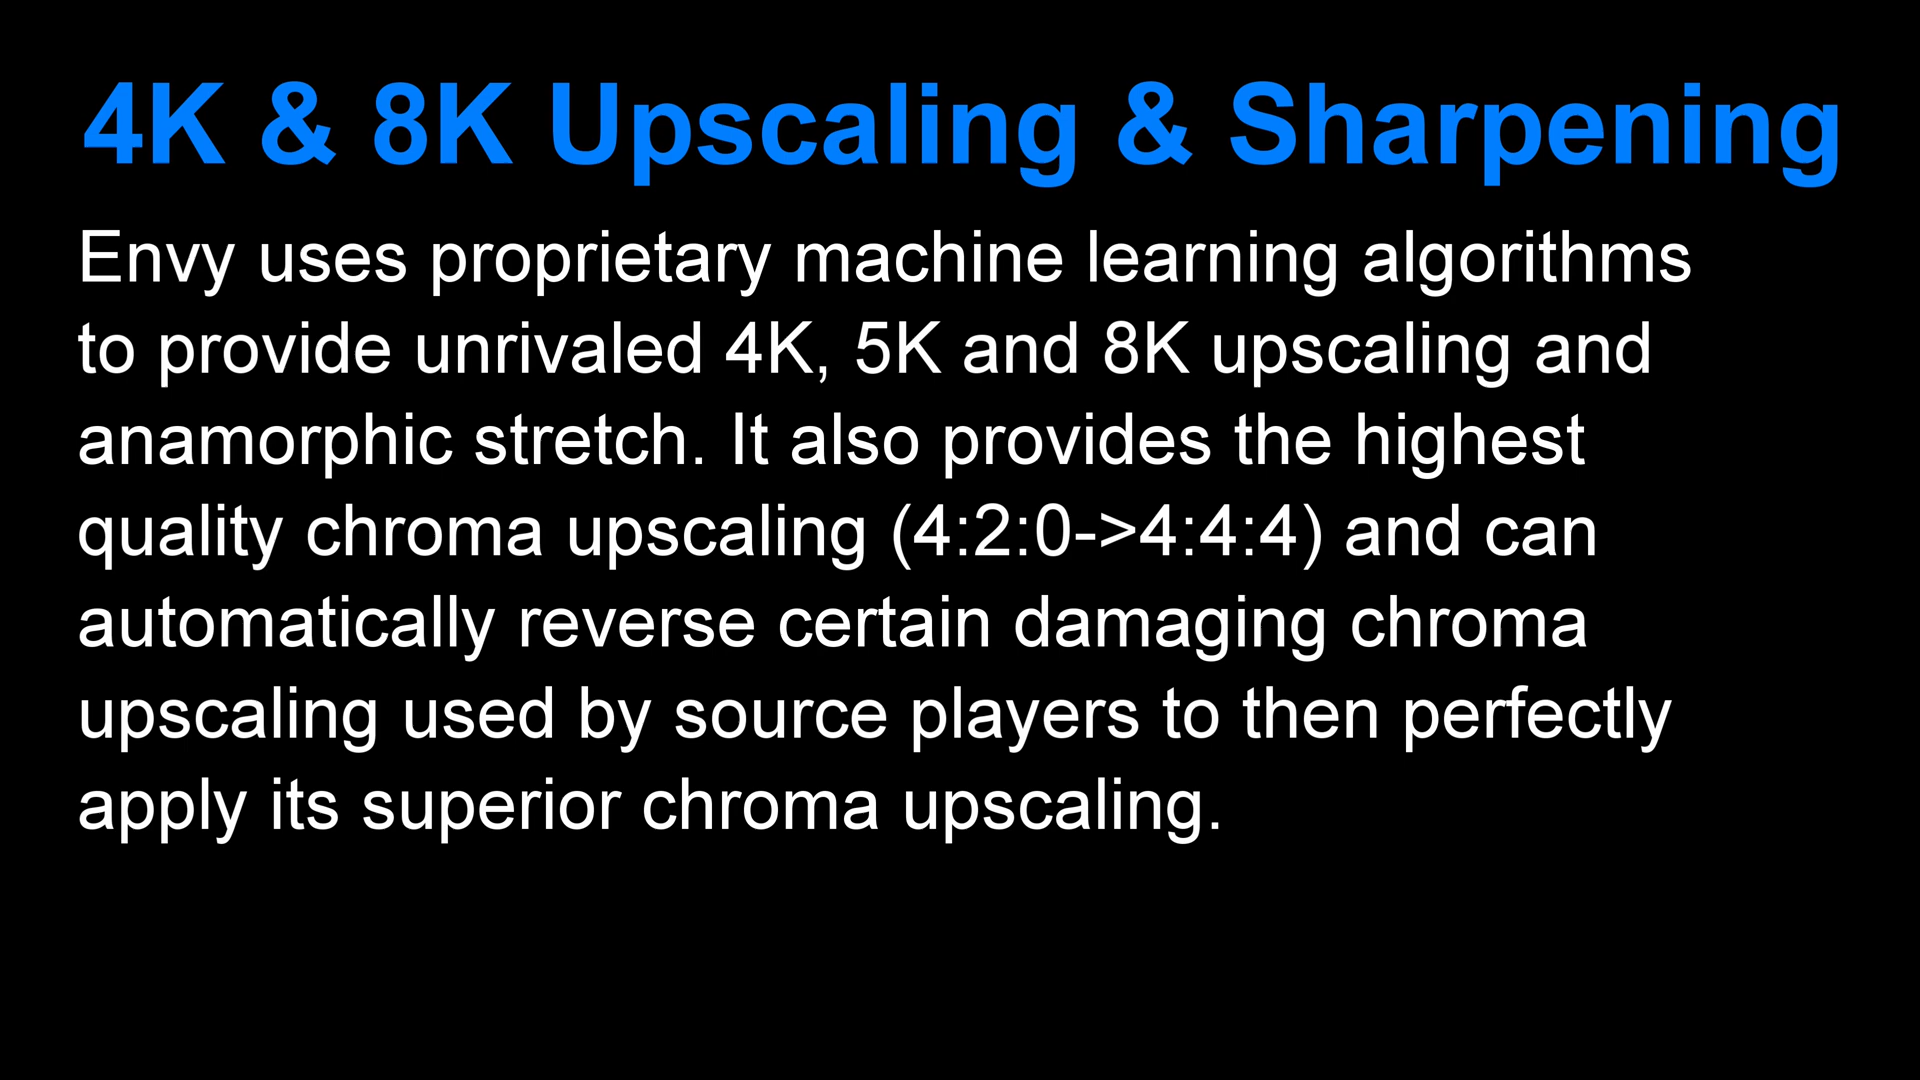 4K & 8K Upscaling & Sharpening
Envy uses proprietary machine learning algorithms
to provide unrivaled 4K, 5K and 8K upscaling and
anamorphic stretch. It also provides the highest
quality chroma upscaling (4:2:0->4:4:4) and can
automatically reverse certain damaging chroma
upscaling used by source players to then perfectly
apply its superior chroma upscaling.